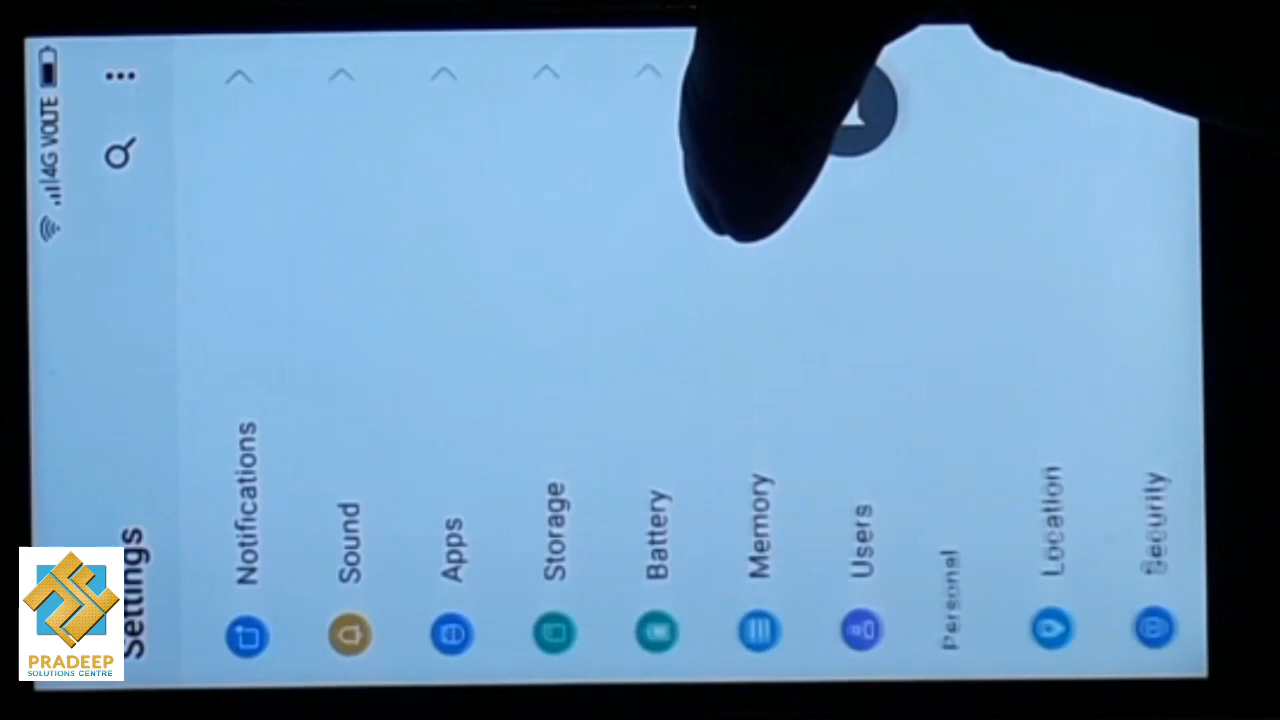 4G VOLTE
Settings
Notifications
Sound
Apps
Storage
Battery
Memory
Users
Personal
Location
Security
PRADEEP
SOLUTIONS CENTRE